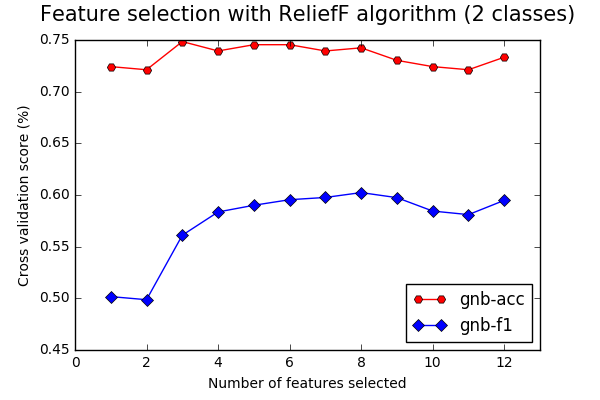 Feature selection with ReliefF algorithm (2 classes)
0.75
0.70
0.65
0.60
0.55
0.50
0.45
Cross validation score (%)
gnb-acc
gnb-f1
0 2 4 6 8 10 12
Number of features selected